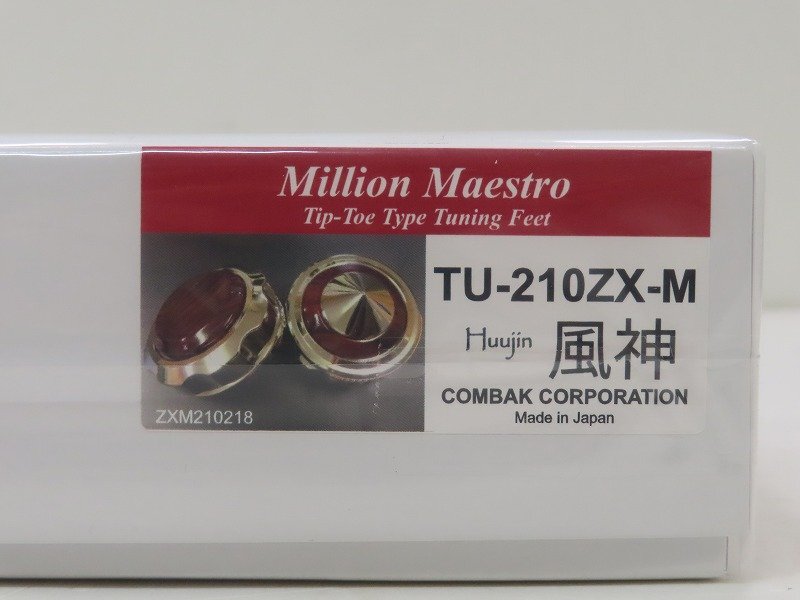 Million Maestro
Tip-Toe Type Tuning Feet
TU-210ZX-M
Huujin 風神
COMBAK CORPORATION
Made in Japan
ZXM210218